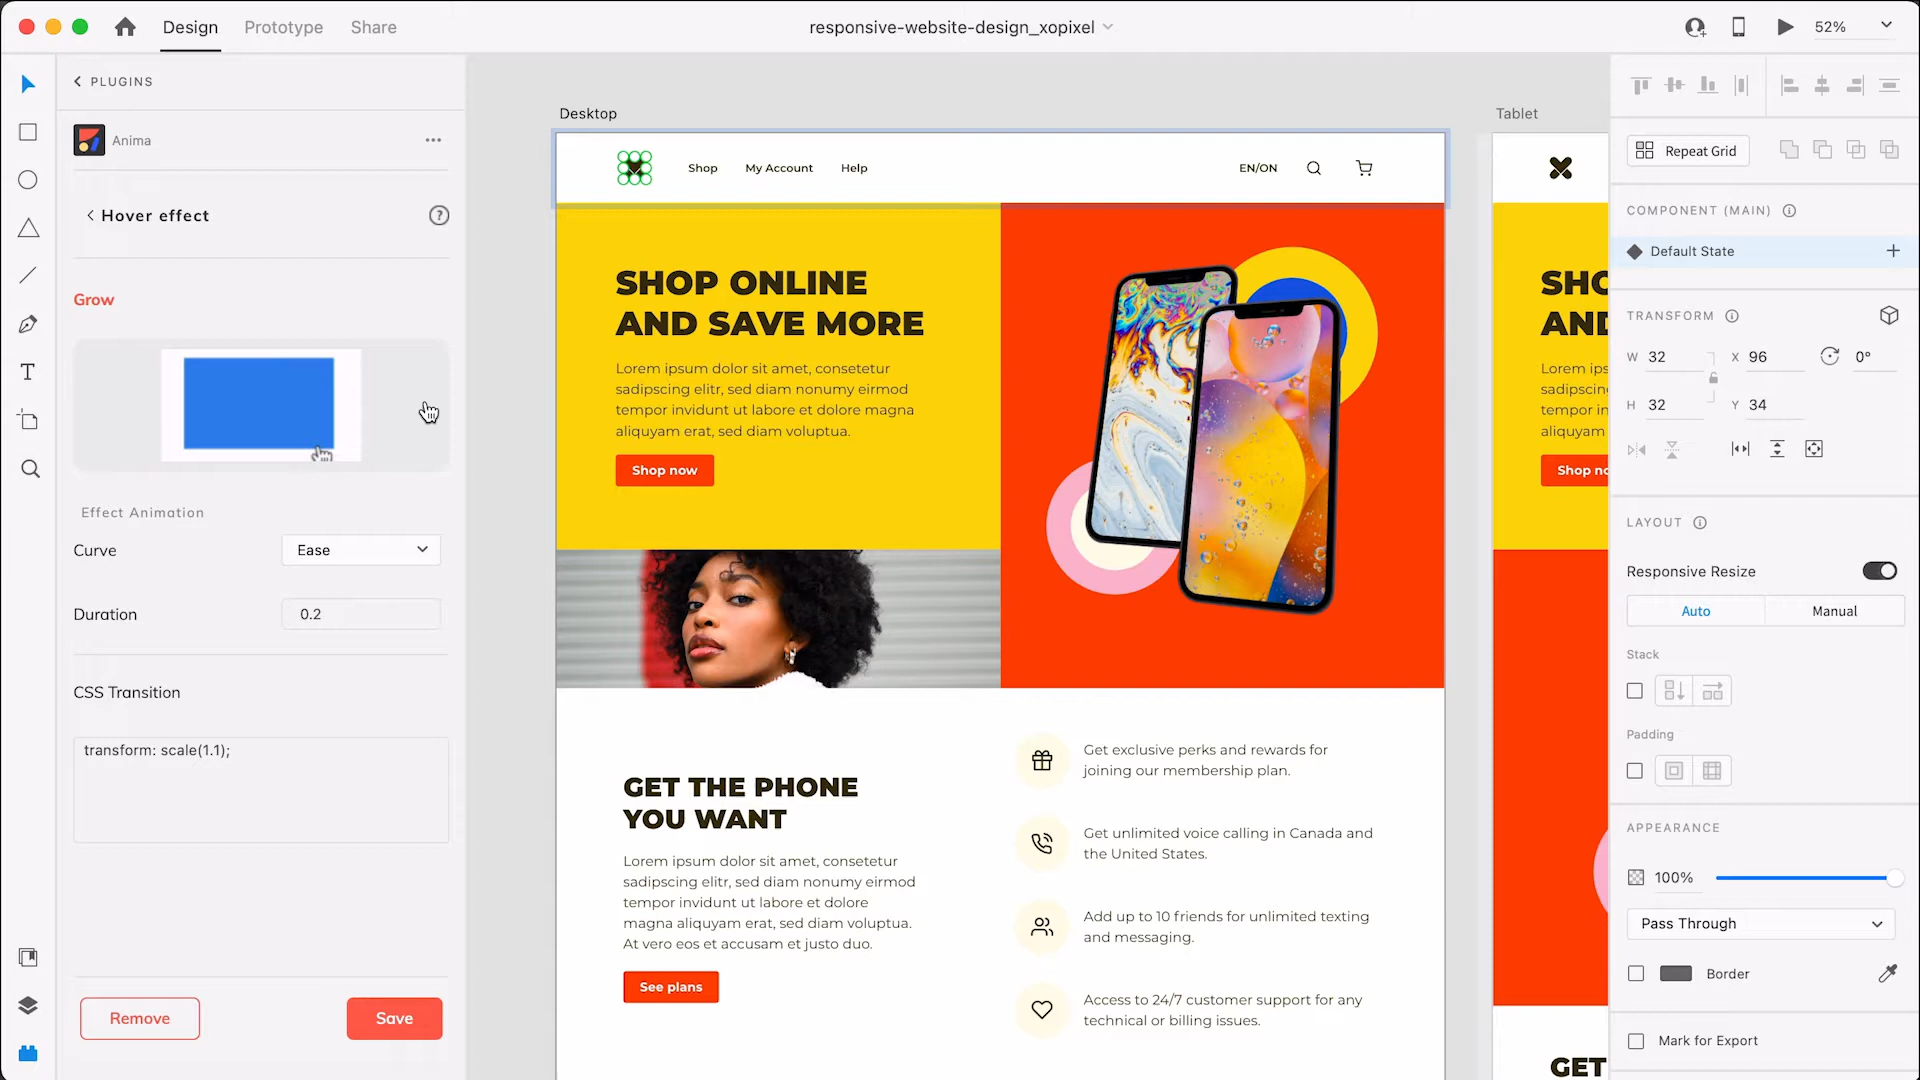 Design
Prototype
Share
responsive-website-design_xopixel
52%
PLUGINS
Anima
Hover effect
?
Grow
Effect Animation
Curve
Ease
Duration
0.2
CSS Transition
transform: scale(1.1);
Remove
Save
Desktop
Shop
My Account
Help
EN/ON
SHOP ONLINE
AND SAVE MORE
Lorem ipsum dolor sit amet, consetetur
sadipscing elitr, sed diam nonumy eirmod
tempor invidunt ut labore et dolore magna
aliquyam erat, sed diam voluptua.
Shop now
GET THE PHONE
YOU WANT
Lorem ipsum dolor sit amet, consetetur
sadipscing elitr, sed diam nonumy eirmod
tempor invidunt ut labore et dolore
magna aliquyam erat, sed diam voluptua.
At vero eos et accusam et justo duo.
See plans
Get exclusive perks and rewards for
joining our membership plan.
Get unlimited voice calling in Canada and
the United States.
Add up to 10 friends for unlimited texting
and messaging.
Access to 24/7 customer support for any
technical or billing issues.
Tablet
SHO
AND
Lorem ips
sadipscing
tempor in
aliquyam
Shop no
GET
Repeat Grid
COMPONENT (MAIN)
Default State
TRANSFORM
W 32
X 96
0°
H 32
Y 34
LAYOUT
Responsive Resize
Auto
Manual
Stack
Padding
APPEARANCE
100%
Pass Through
Border
Mark for Export